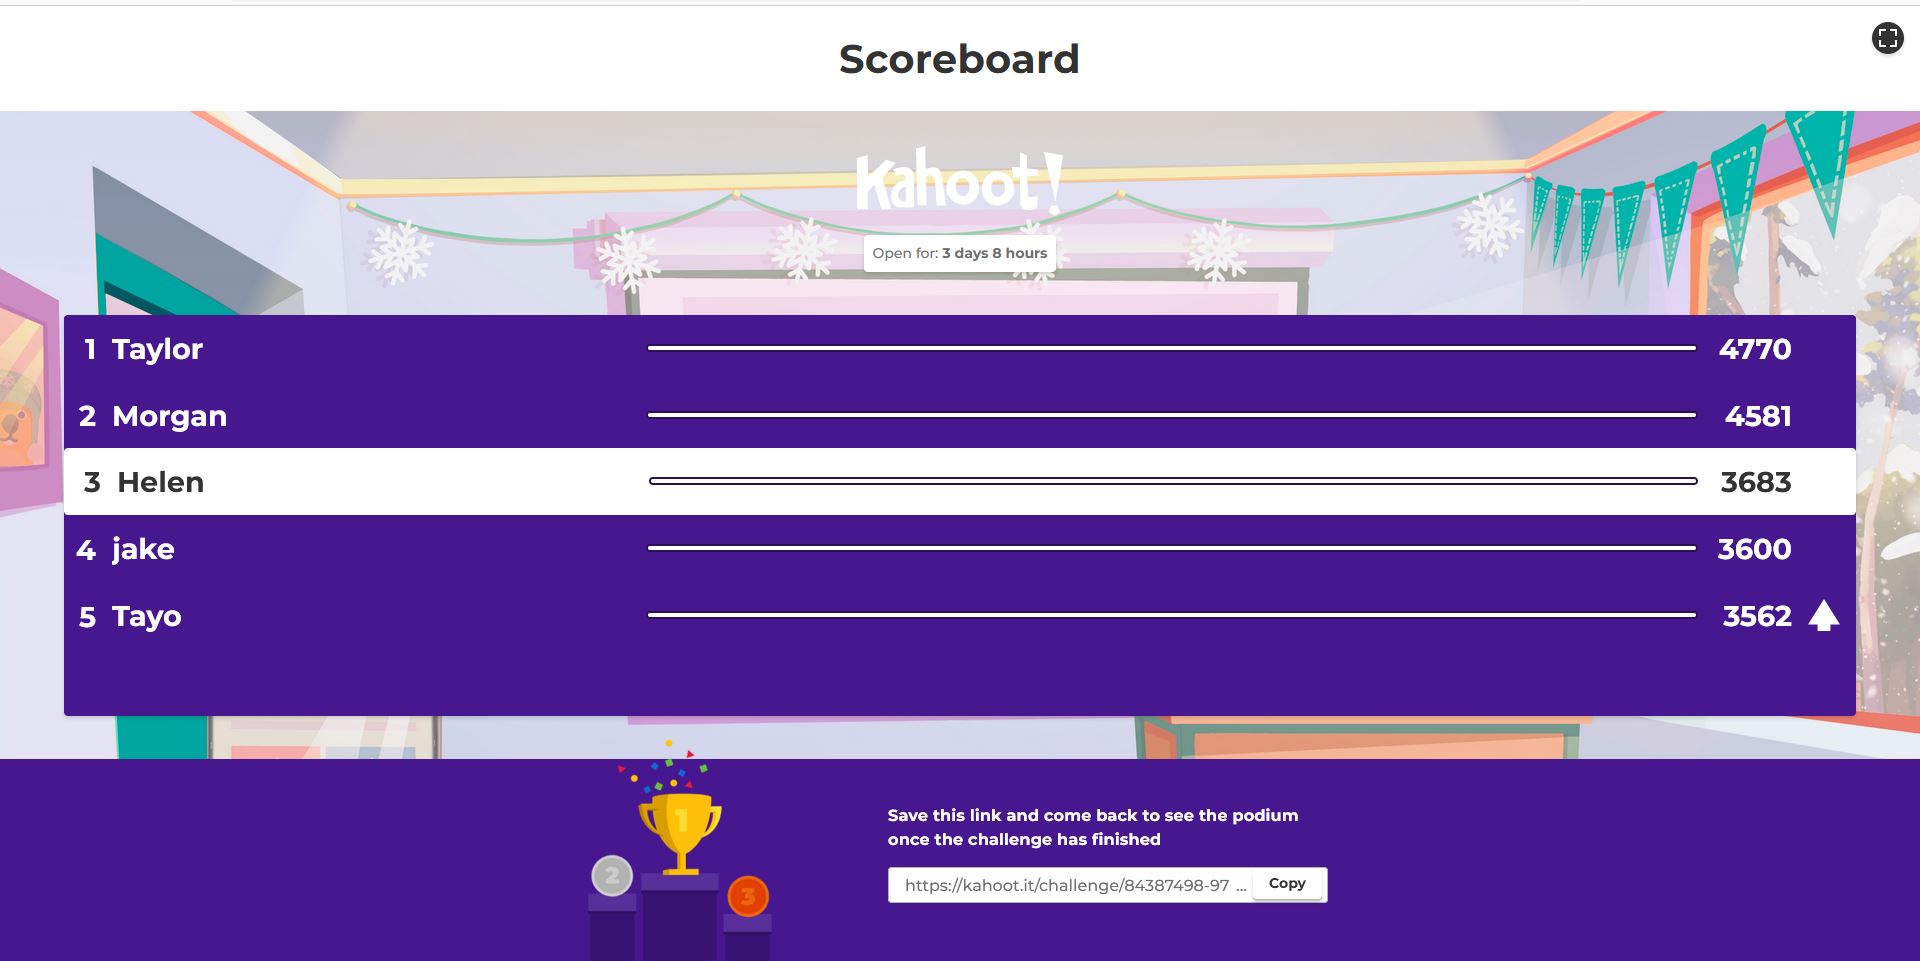 Scoreboard
Kahoot!
Open for: 3 days 8 hours
1 Taylor 4770
2 Morgan 4581
3 Helen 3683
4 jake 3600
5 Tayo 3562
1
2
3
Save this link and come back to see the podium
once the challenge has finished
https://kahoot.it/challenge/84387498-97 ... Copy